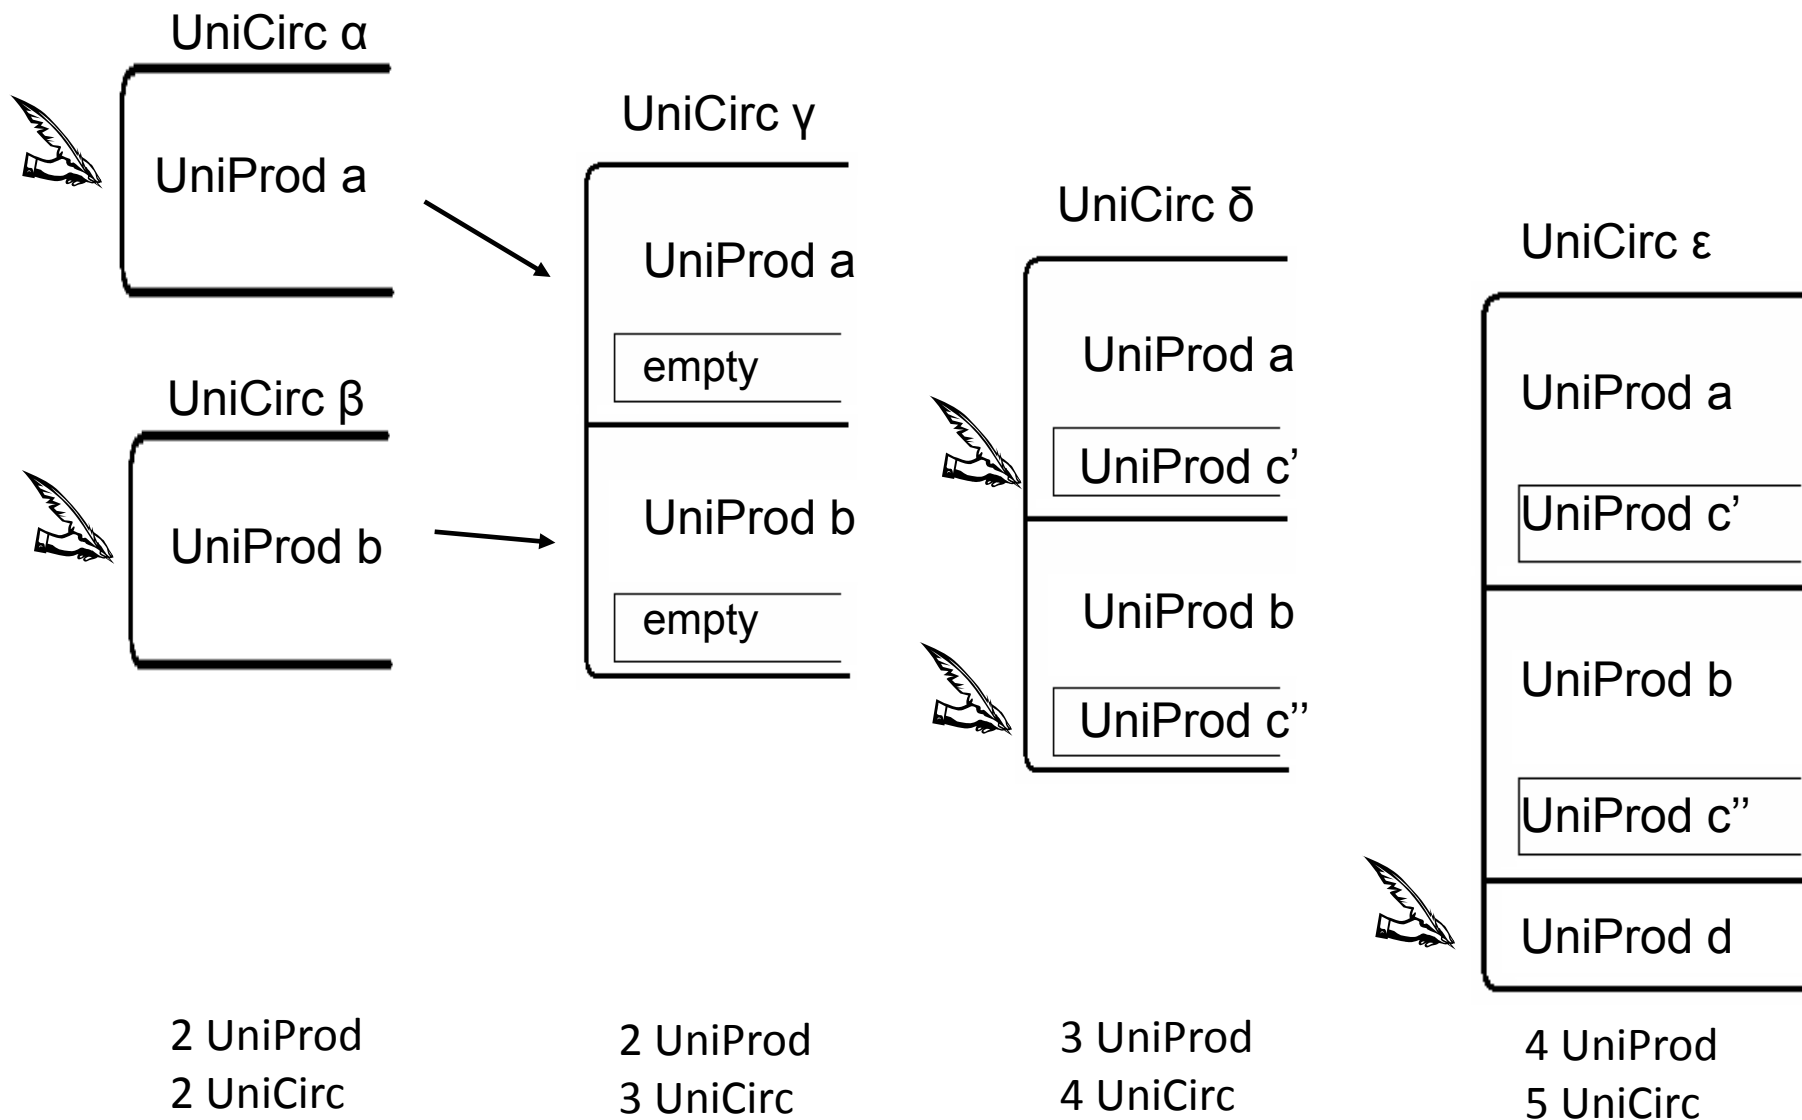 UniCirc α
UniProd a
UniCirc β
UniProd b
2 UniProd
2 UniCirc
UniCirc γ
UniProd a
empty
UniProd b
empty
2 UniProd
3 UniCirc
UniCirc δ
UniProd a
UniProd c'
UniProd b
UniProd c''
3 UniProd
4 UniCirc
UniCirc ε
UniProd a
UniProd c’
UniProd b
UniProd c’’
UniProd d
4 UniProd
5 UniCirc